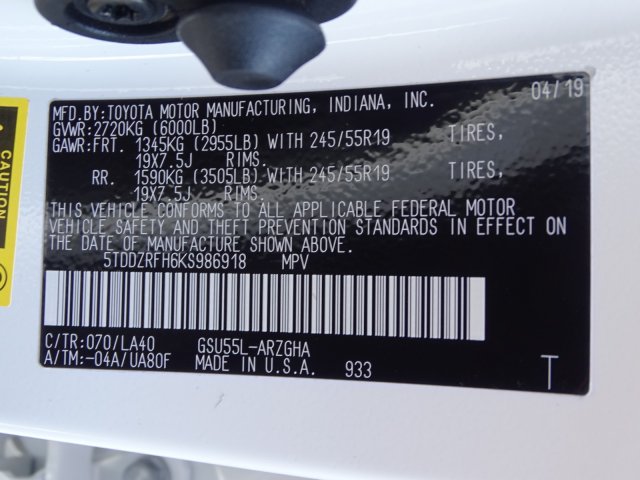 MFD.BY:TOYOTA MOTOR MANUFACTURING, INDIANA, INC. 04/19
GVWR:2720KG (6000LB)
GAWR:FRT. 1345KG (2955LB) WITH 245/55R19 TIRES,
19X7.5J RIMS.
RR. 1590KG (3505LB) WITH 245/55R19 TIRES,
19X7.5J RIMS.
THIS VEHICLE CONFORMS TO ALL APPLICABLE FEDERAL MOTOR
VEHICLE SAFETY AND THEFT PREVENTION STANDARDS IN EFFECT ON
THE DATE OF MANUFACTURE SHOWN ABOVE.
5TDDZRFH6KS986918 MPV
C/TR:070/LA40 GSU55L-ARZGHA
A/TM:-04A/UA80F MADE IN U.S.A. 933
T
CAUTION